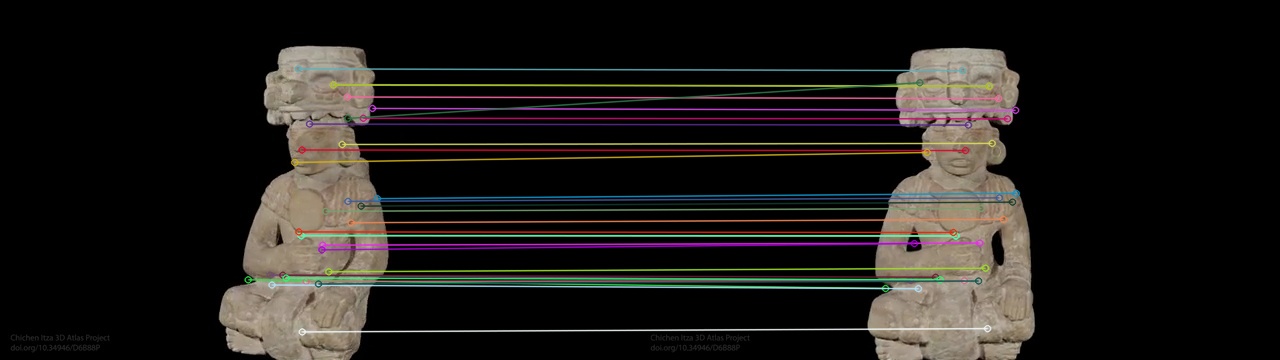 Chichen Itza 3D Atlas Project
doi.org/10.34946/D6B88P
Chichen Itza 3D Atlas Project
doi.org/10.34946/D6B88P